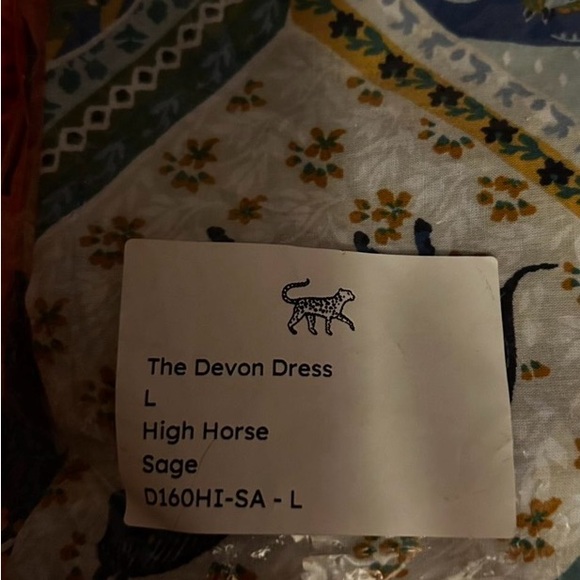 The Devon Dress
L
High Horse
Sage
D160HI-SA - L